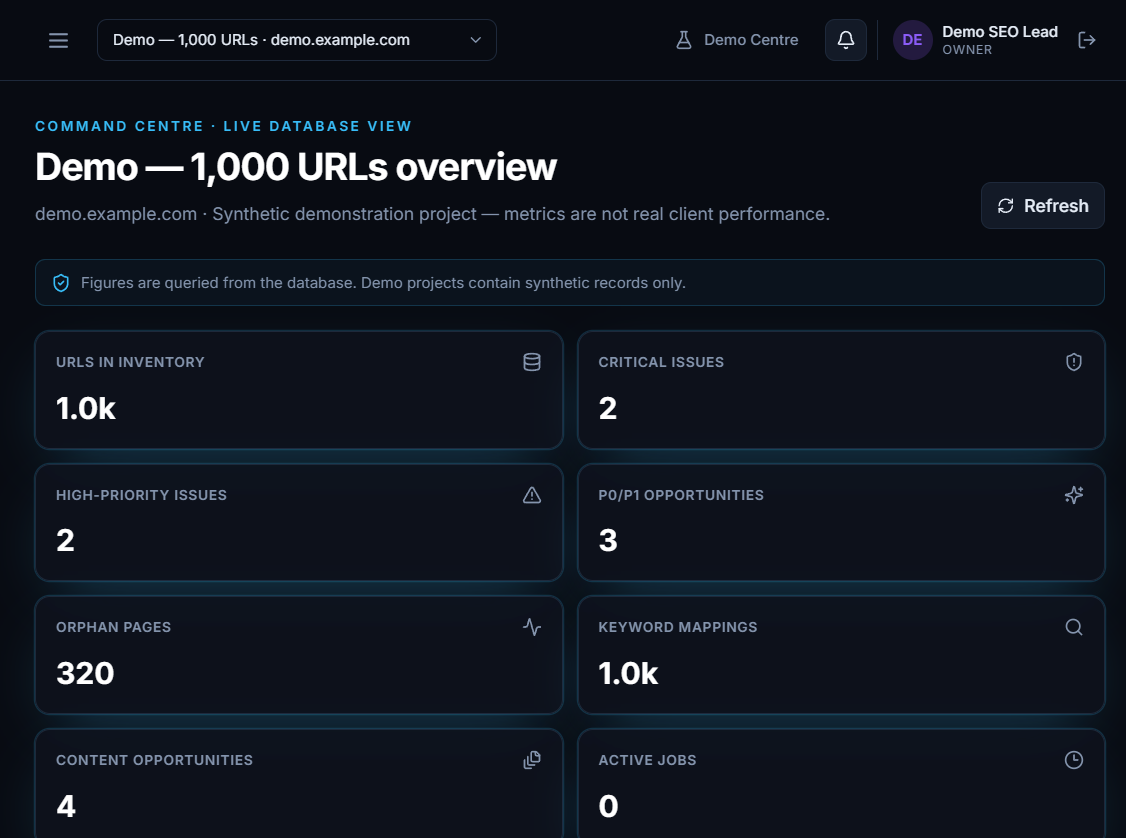 Demo — 1,000 URLs · demo.example.com
Demo Centre
DE
Demo SEO Lead
OWNER
COMMAND CENTRE · LIVE DATABASE VIEW
Demo — 1,000 URLs overview
demo.example.com · Synthetic demonstration project — metrics are not real client performance.
Refresh
Figures are queried from the database. Demo projects contain synthetic records only.
URLS IN INVENTORY
1.0k
CRITICAL ISSUES
2
HIGH-PRIORITY ISSUES
2
P0/P1 OPPORTUNITIES
3
ORPHAN PAGES
320
KEYWORD MAPPINGS
1.0k
CONTENT OPPORTUNITIES
4
ACTIVE JOBS
0